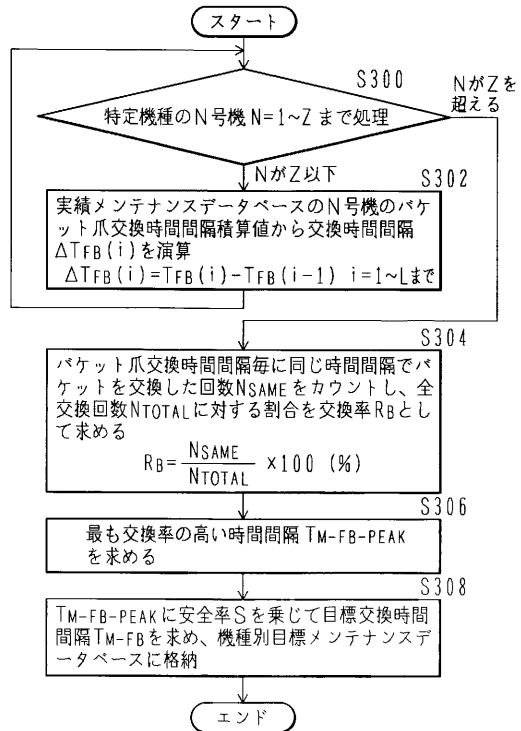 スタート
S300
NがZを
超える
特定機種のN号機N=1~Zまで処理
NがZ以下
S302
実績メンテナンスデータベースのN号機のバケ
ット爪交換時間間隔積算値から交換時間間隔
ΔTFB(i)を演算
ΔTFB(i)=TFB(i)-TFB(i-1) i=1~Lまで
S304
バケット爪交換時間間隔毎に同じ時間間隔でバ
ケットを交換した回数NSAMEをカウントし、全
交換回数NTOTALに対する割合を交換率RBとし
て求める
RB=NSAME/NTOTAL ×100 (%)
S306
最も交換率の高い時間間隔TM-FB-PEAK
を求める
S308
TM-FB-PEAKに安全率Sを乗じて目標交換時間
間隔TM-FBを求め、機種別目標メンテナンスデ
ータベースに格納
エンド